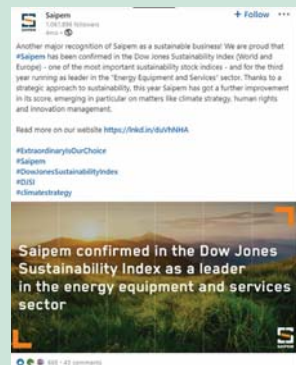 Saipem
+ Follow
Another major recognition of Saipem as a sustainable business! We are proud that
#Saipem has been confirmed in the Dow Jones Sustainability Index (World and
Europe) - one of the most important sustainability stock indices - and for the third
year running as leader in the "Energy Equipment and Services" sector. Thanks to a
strategic approach to sustainability, this year Saipem has got a further improvement
in its score, emerging in particular on matters like climate strategy, human rights
and innovation management.
Read more on our website
#ExtraordinaryIsOurChoice
#Saipem
#DowJonesSustainabilityIndex
#DJSI
#climatestrategy
Saipem confirmed in the Dow Jones
Sustainability Index as a leader
in the energy equipment and services
sector
43 comments